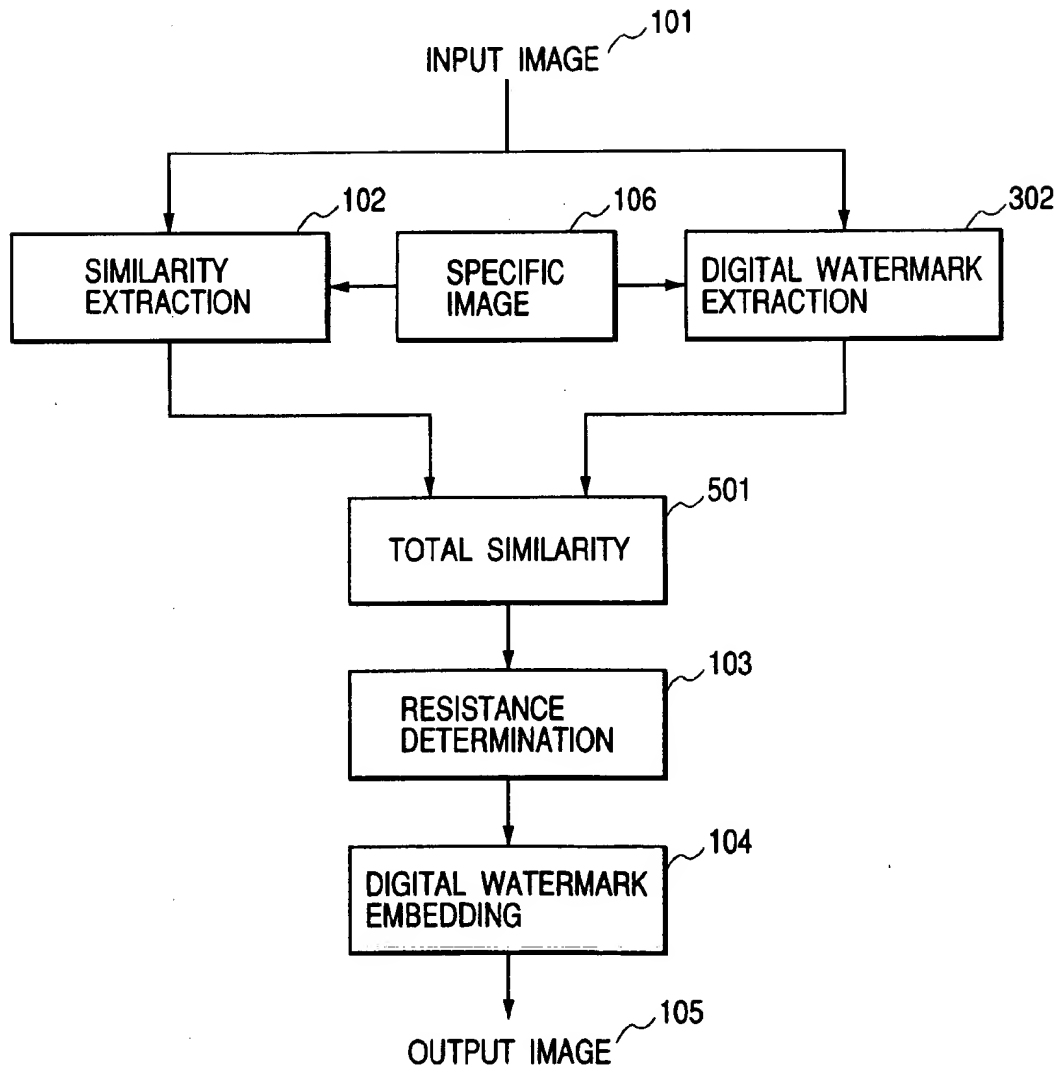 101
INPUT IMAGE
102
106
302
SIMILARITY
EXTRACTION
SPECIFIC
IMAGE
DIGITAL WATERMARK
EXTRACTION
501
TOTAL SIMILARITY
103
RESISTANCE
DETERMINATION
104
DIGITAL WATERMARK
EMBEDDING
105
OUTPUT IMAGE